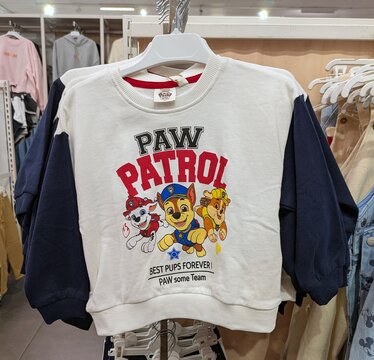 PAW
PATROL
BEST PUPS FOREVER!
PAW some Team